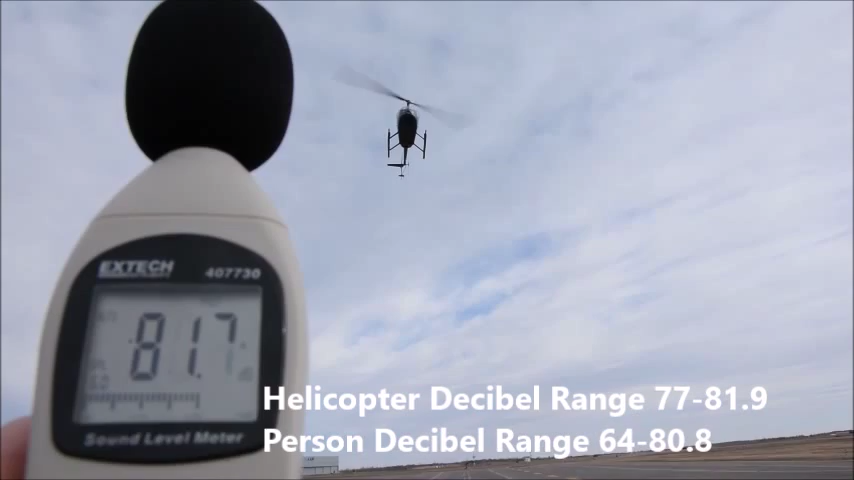 EXTECH 407730
81.7
Sound Level Meter
Helicopter Decibel Range 77-81.9
Person Decibel Range 64-80.8